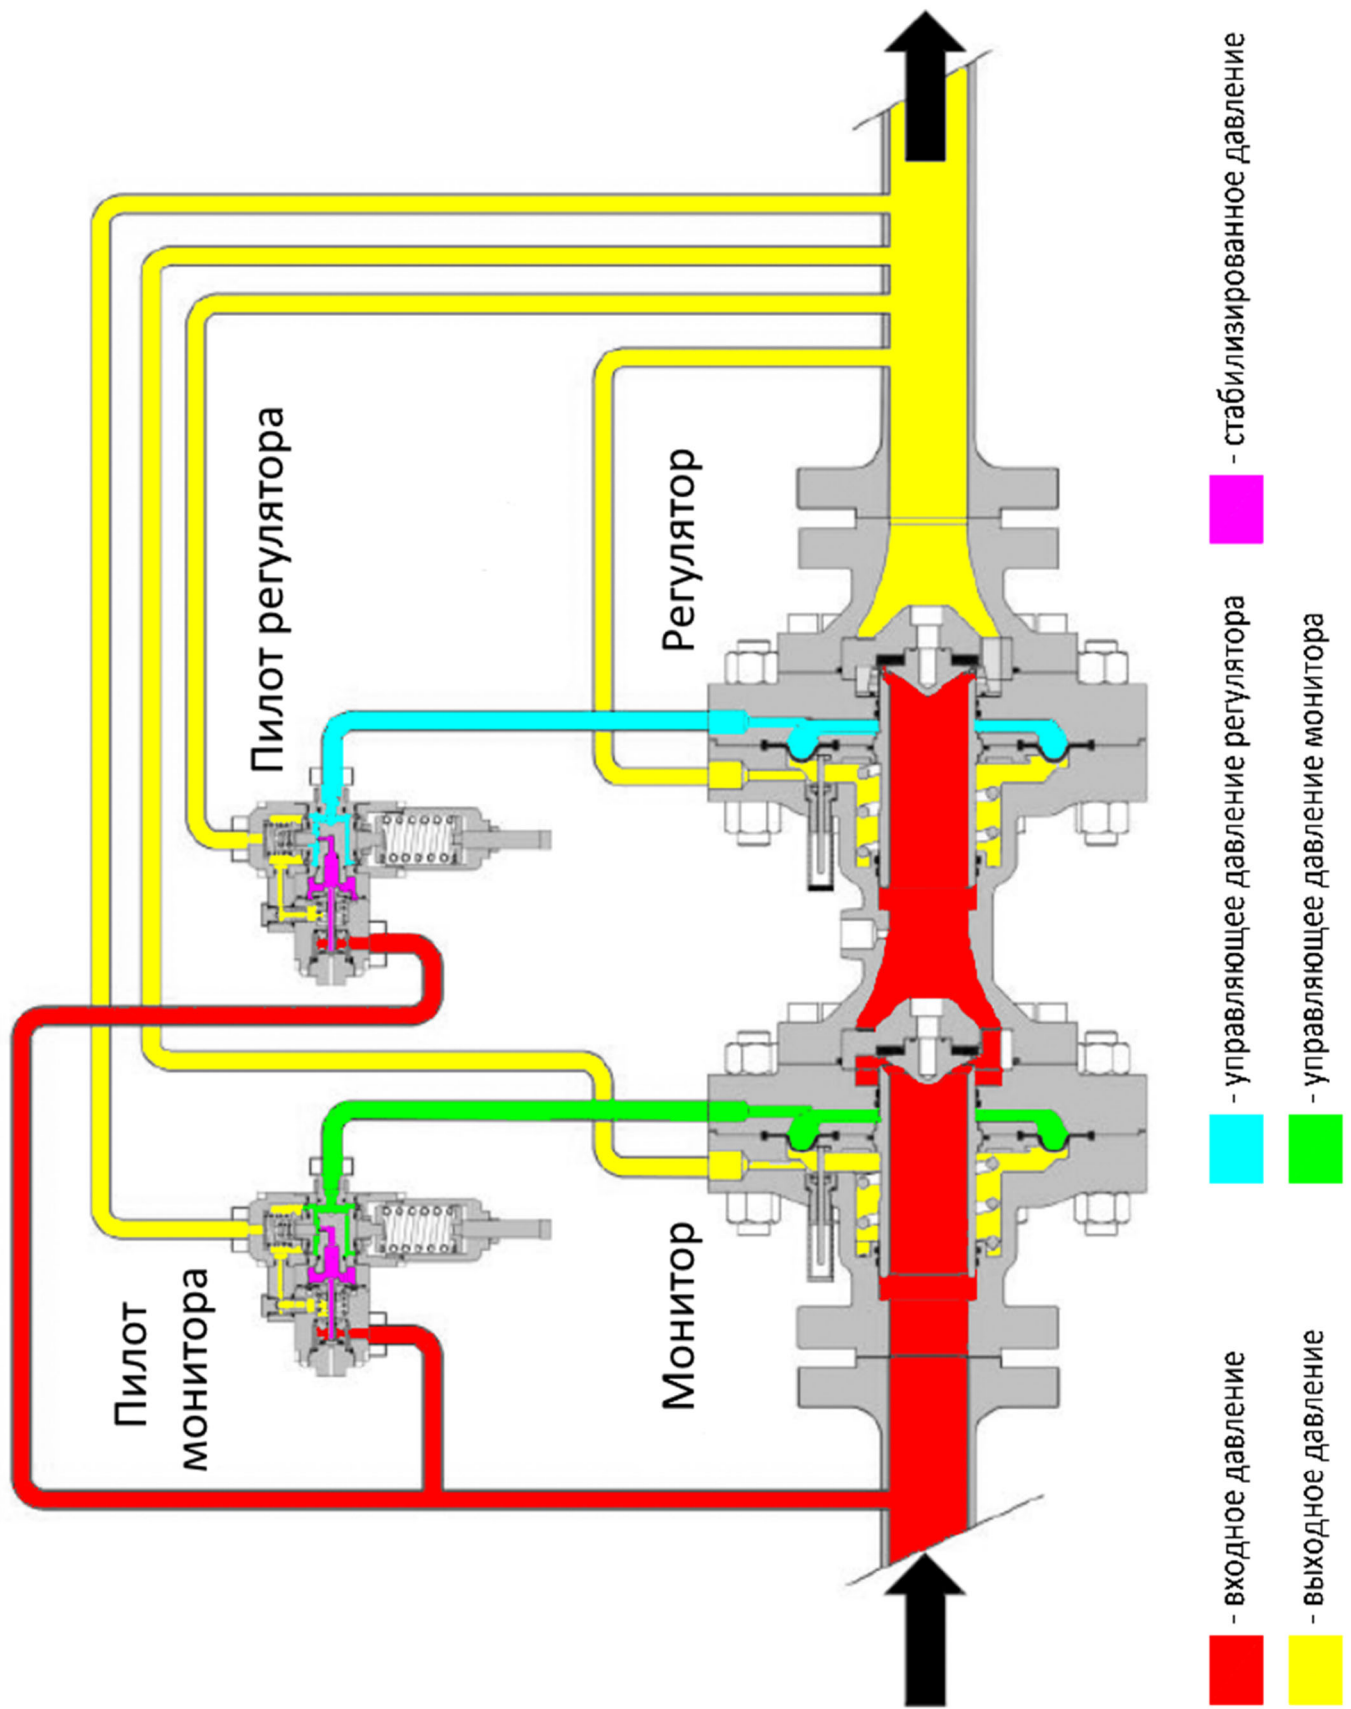 Пилот
монитора
Пилот регулятора
Монитор
Регулятор
- входное давление
- управляющее давление регулятора
- стабилизированное давление
- выходное давление
- управляющее давление монитора